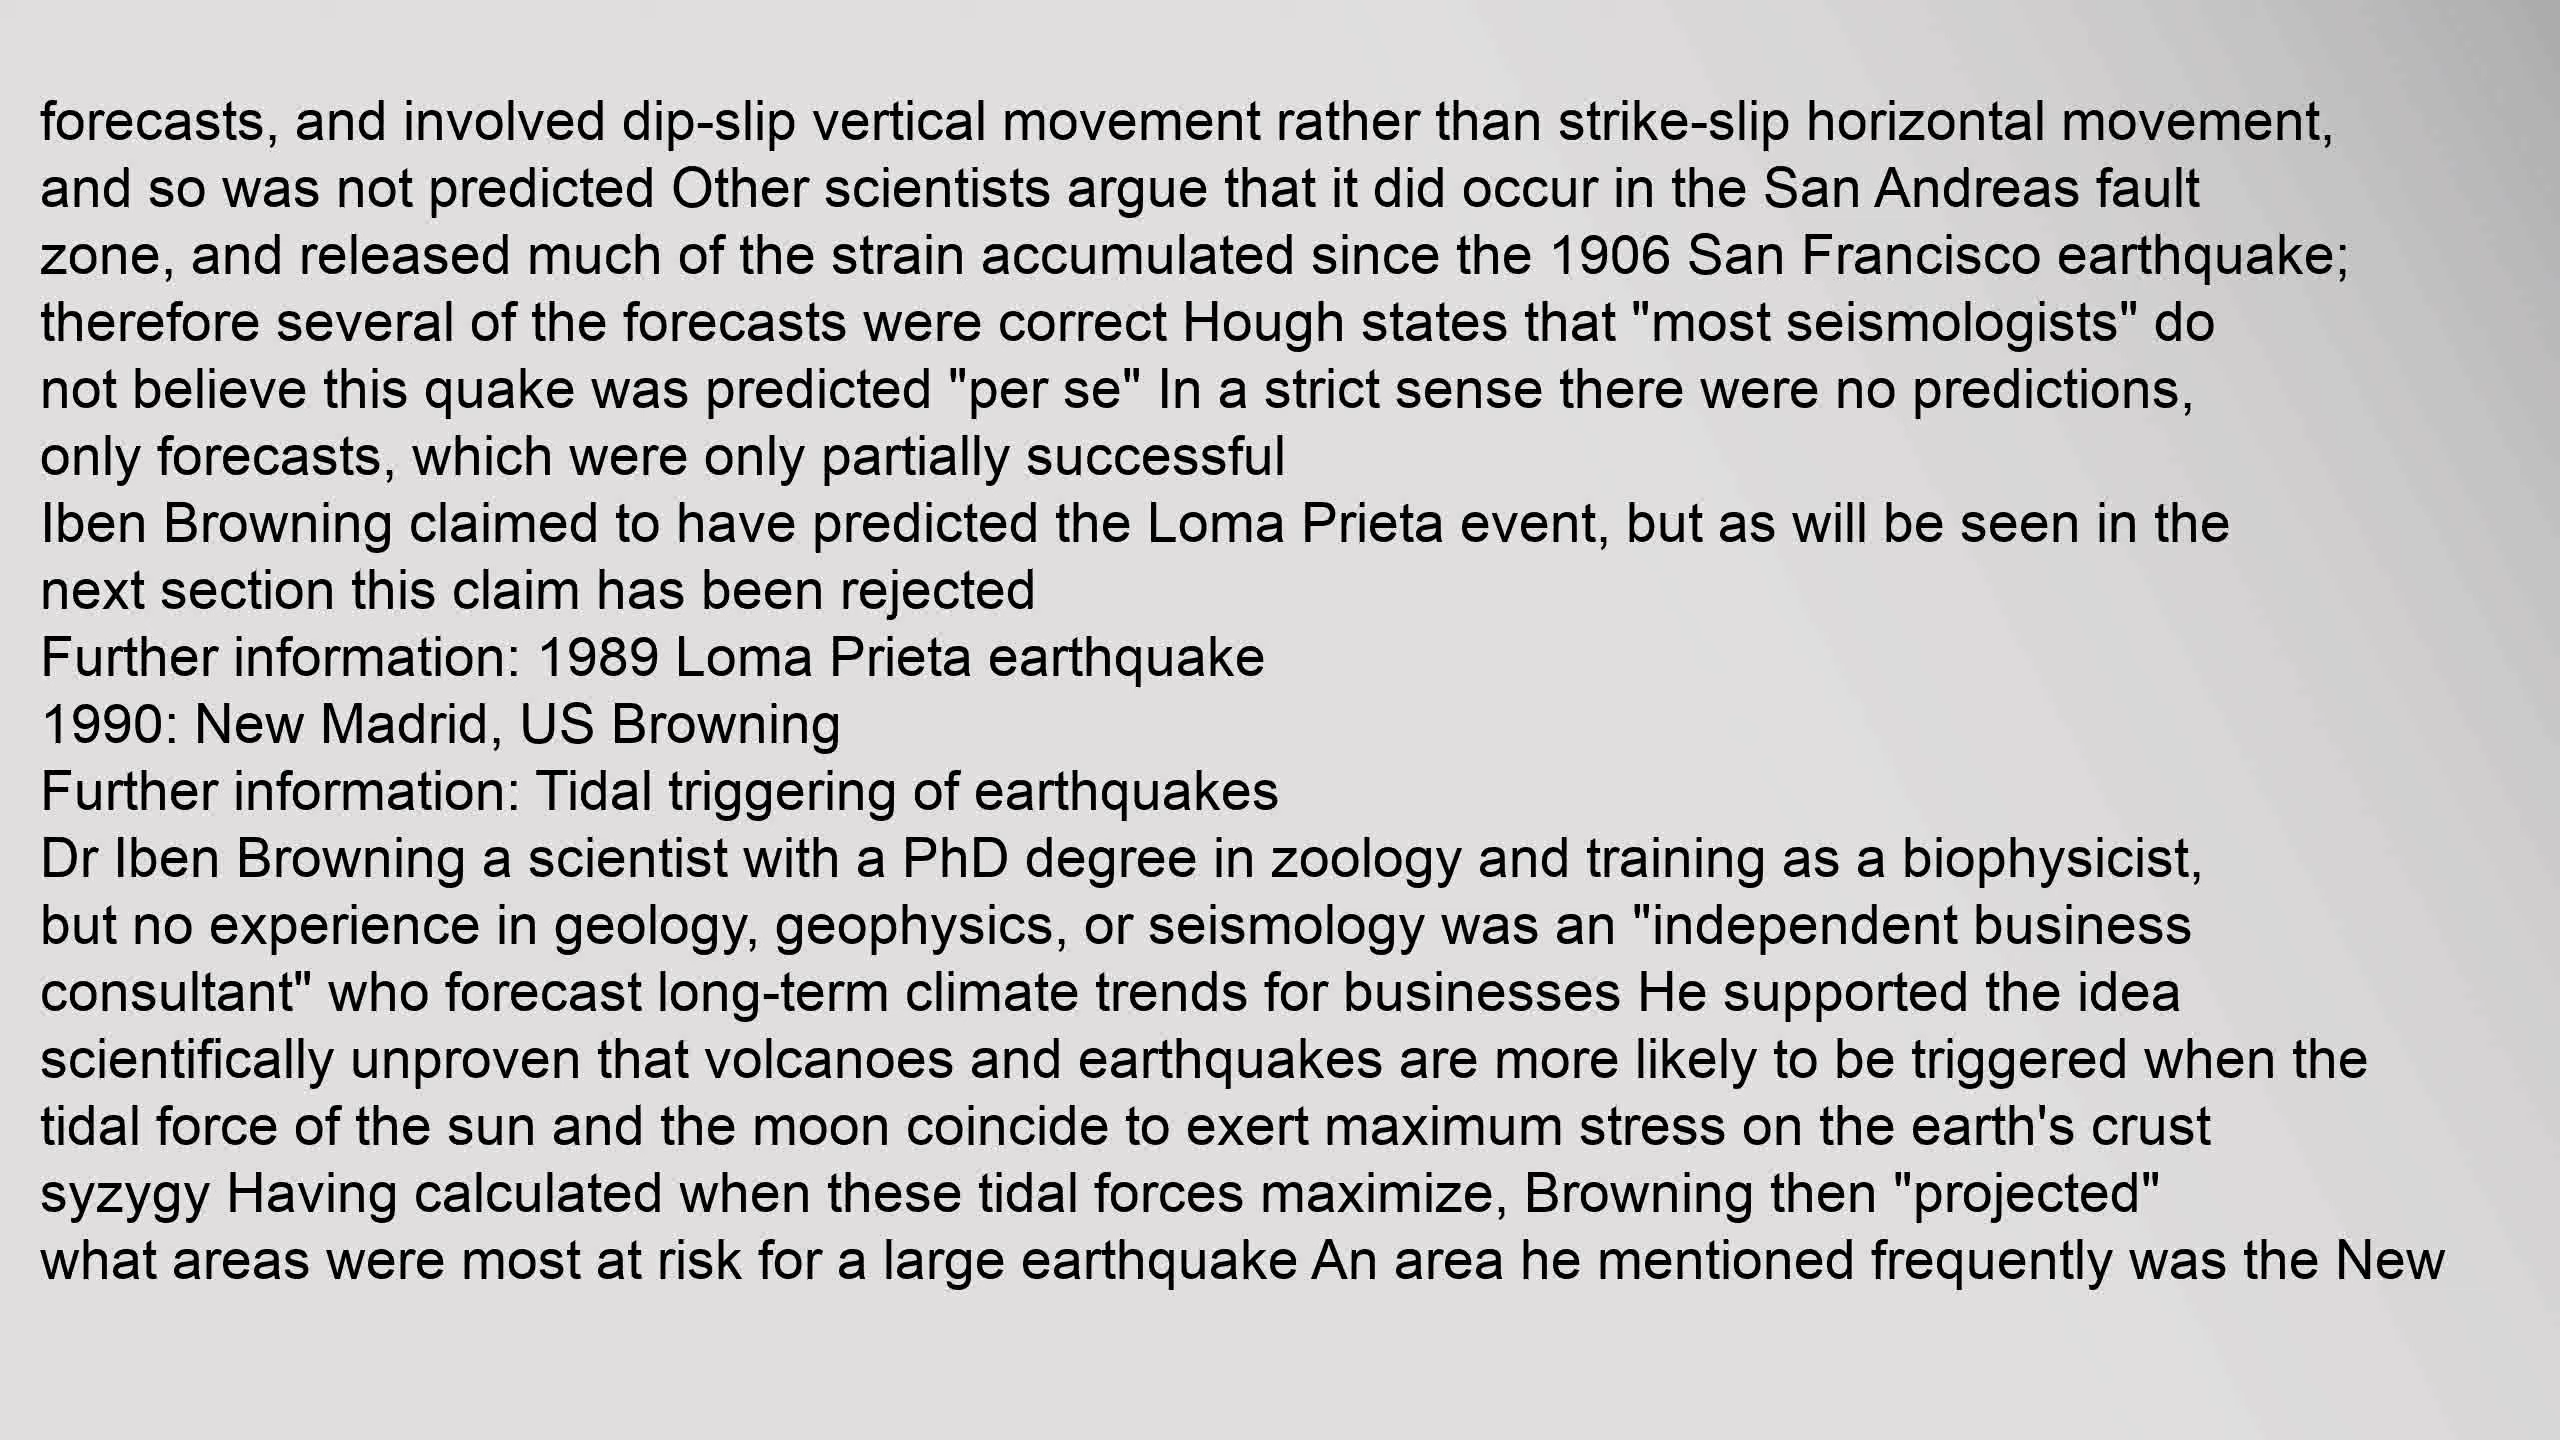 forecasts, and involved dip-slip vertical movement rather than strike-slip horizontal movement,
and so was not predicted Other scientists argue that it did occur in the San Andreas fault
zone, and released much of the strain accumulated since the 1906 San Francisco earthquake;
therefore several of the forecasts were correct Hough states that "most seismologists" do
not believe this quake was predicted "per se" In a strict sense there were no predictions,
only forecasts, which were only partially successful
Iben Browning claimed to have predicted the Loma Prieta event, but as will be seen in the
next section this claim has been rejected
Further information: 1989 Loma Prieta earthquake
1990: New Madrid, US Browning
Further information: Tidal triggering of earthquakes
Dr Iben Browning a scientist with a PhD degree in zoology and training as a biophysicist,
but no experience in geology, geophysics, or seismology was an "independent business
consultant" who forecast long-term climate trends for businesses He supported the idea
scientifically unproven that volcanoes and earthquakes are more likely to be triggered when the
tidal force of the sun and the moon coincide to exert maximum stress on the earth's crust
syzygy Having calculated when these tidal forces maximize, Browning then "projected"
what areas were most at risk for a large earthquake An area he mentioned frequently was the New